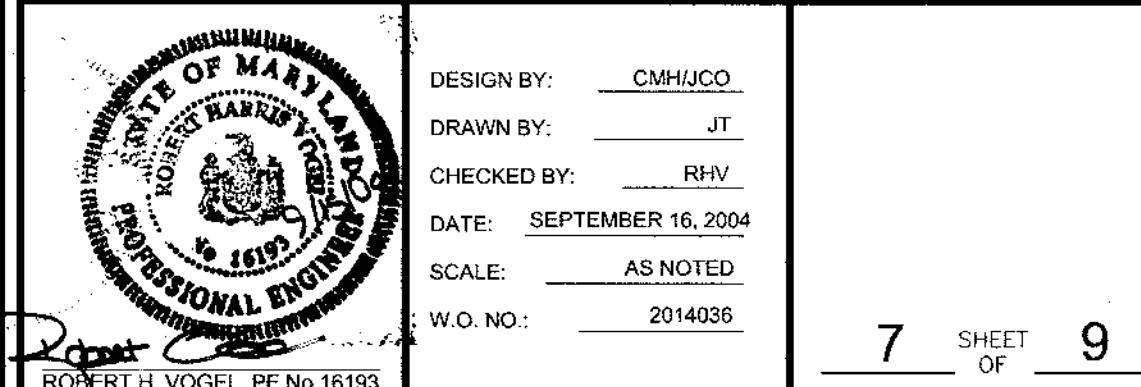 STATE OF MARYLAND
ROBERT HARRIS VOGEL
No 16193
PROFESSIONAL ENGINEER
ROBERT H. VOGEL, PE No.16193
DESIGN BY: CMH/JCO
DRAWN BY: JT
CHECKED BY: RHV
DATE: SEPTEMBER 16, 2004
SCALE: AS NOTED
W.O. NO.: 2014036
7 SHEET OF 9